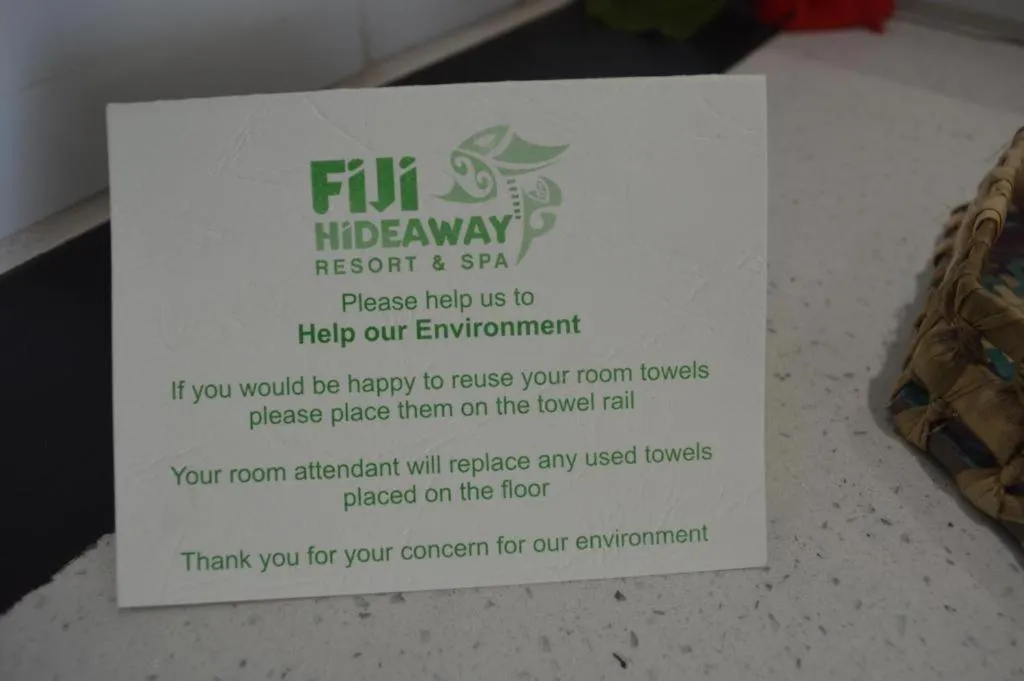 FiJi
HiDEAWAY
RESORT & SPA
Please help us to
Help our Environment
If you would be happy to reuse your room towels
please place them on the towel rail
Your room attendant will replace any used towels
placed on the floor
Thank you for your concern for our environment